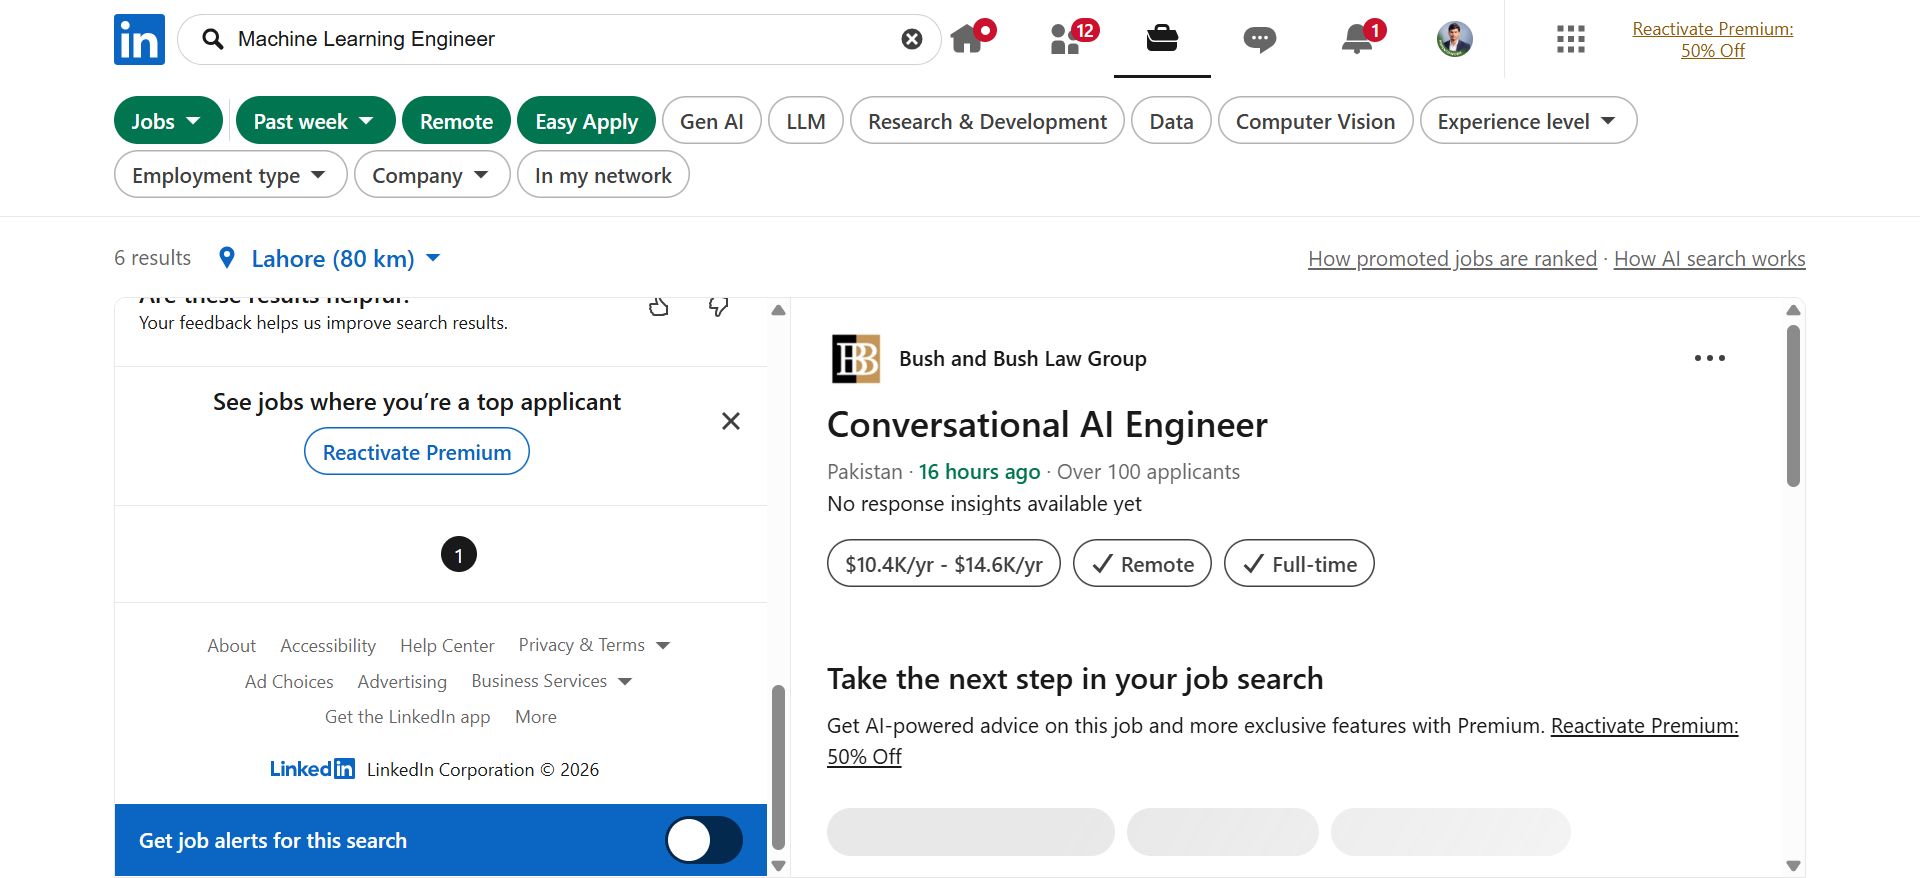 in
Machine Learning Engineer
12
1
Reactivate Premium:
50% Off
Jobs
Past week
Remote
Easy Apply
Gen AI
LLM
Research & Development
Data
Computer Vision
Experience level
Employment type
Company
In my network
6 results
Lahore (80 km)
How promoted jobs are ranked · How AI search works
Are these results helpful?
Your feedback helps us improve search results.
See jobs where you’re a top applicant
Reactivate Premium
1
About
Accessibility
Help Center
Privacy & Terms
Ad Choices
Advertising
Business Services
Get the LinkedIn app
More
LinkedIn LinkedIn Corporation © 2026
Get job alerts for this search
BB
Bush and Bush Law Group
Conversational AI Engineer
Pakistan · 16 hours ago · Over 100 applicants
No response insights available yet
$10.4K/yr - $14.6K/yr
Remote
Full-time
Take the next step in your job search
Get AI-powered advice on this job and more exclusive features with Premium. Reactivate Premium:
50% Off